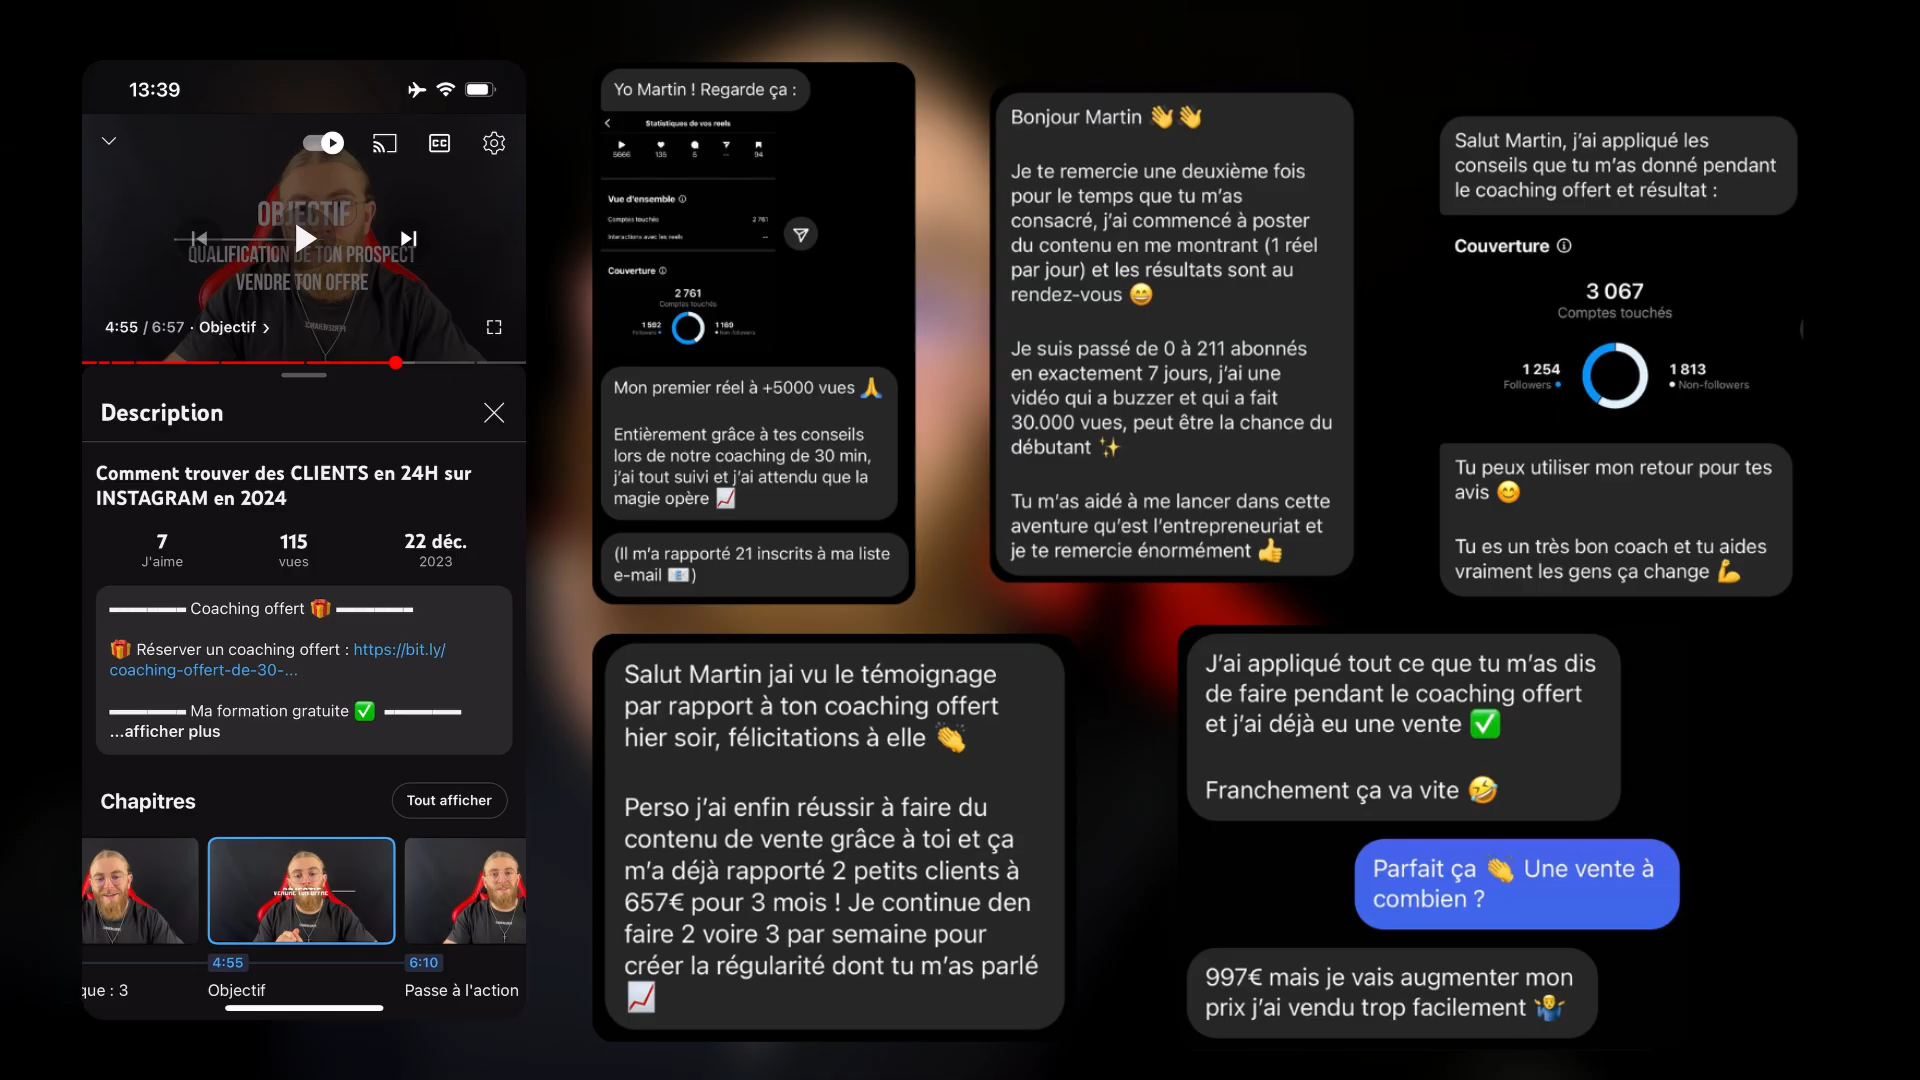 13:39
OBJECTIF
QUALIFICATION DE TON PROSPECT
VENDRE TON OFFRE
4:55 / 6:57 · Objectif
Description
Comment trouver des CLIENTS en 24H sur
INSTAGRAM en 2024
7
J'aime
115
vues
22 déc.
2023
Coaching offert 🎁
🎁 Réserver un coaching offert : https://bit.ly/
coaching-offert-de-30-...
Ma formation gratuite ✅
...afficher plus
Chapitres
Tout afficher
VENDRE TON OFFRE
4:55
6:10
que : 3
Objectif
Passe à l'action
Yo Martin ! Regarde ça :
Statistiques de vos reels
5666
135
5
--
94
Vue d'ensemble
Comptes touchés
2 761
Interactions avec les reels
--
Couverture
2 761
Comptes touchés
1 592
Followers
1 169
Non-followers
Mon premier réel à +5000 vues 🙏
Entièrement grâce à tes conseils
lors de notre coaching de 30 min,
j'ai tout suivi et j'ai attendu que la
magie opère 📈
(Il m'a rapporté 21 inscrits à ma liste
e-mail 📧)
Bonjour Martin 👋👋
Je te remercie une deuxième fois
pour le temps que tu m'as
consacré, j'ai commencé à poster
du contenu en me montrant (1 réel
par jour) et les résultats sont au
rendez-vous 😄
Je suis passé de 0 à 211 abonnés
en exactement 7 jours, j'ai une
vidéo qui a buzzer et qui a fait
30.000 vues, peut être la chance du
débutant ✨
Tu m'as aidé à me lancer dans cette
aventure qu'est l'entrepreneuriat et
je te remercie énormément 👍
Salut Martin, j'ai appliqué les
conseils que tu m'as donné pendant
le coaching offert et résultat :
Couverture
3 067
Comptes touchés
1 254
Followers
1 813
Non-followers
Tu peux utiliser mon retour pour tes
avis 😊
Tu es un très bon coach et tu aides
vraiment les gens ça change 💪
Salut Martin jai vu le témoignage
par rapport à ton coaching offert
hier soir, félicitations à elle 👏
Perso j'ai enfin réussir à faire du
contenu de vente grâce à toi et ça
m'a déjà rapporté 2 petits clients à
657€ pour 3 mois ! Je continue den
faire 2 voire 3 par semaine pour
créer la régularité dont tu m'as parlé
📈
J'ai appliqué tout ce que tu m'as dis
de faire pendant le coaching offert
et j'ai déjà eu une vente ✅
Franchement ça va vite 🤣
Parfait ça 👏 Une vente à
combien ?
997€ mais je vais augmenter mon
prix j'ai vendu trop facilement 🤷‍♂️